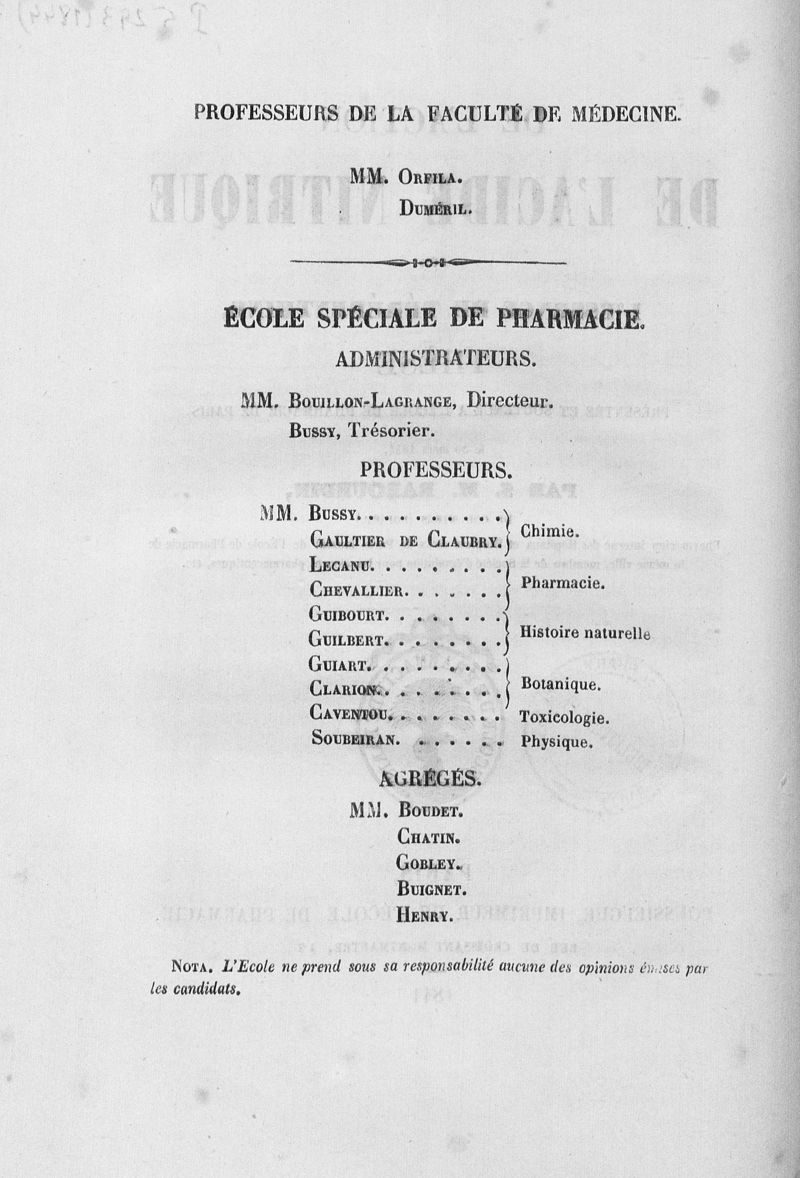 PROFESSEURS DE LA FACULTÉ DE MÉDECINE.
MM. ORFILA.
DUMÉRIL.
ÉCOLE SPÉCIALE DE PHARMACIE.
ADMINISTRATEURS.
MM. BOUILLON-LAGRANGE, Directeur.
BUSSY, Trésorier.
PROFESSEURS.
MM. BUSSY. . . . . . . . . . . Chimie.
GAULTIER DE CLAUBRY.
LECANU. . . . . . . . . . Pharmacie.
CHEVALLIER. . . . . . . .
GUIBOURT. . . . . . . . . Histoire naturelle
GUILBERT. . . . . . . . .
GUIART. . . . . . . . . . Botanique.
CLARION. . . . . . . . . .
CAVENTOU. . . . . . . . . Toxicologie.
SOUBEIRAN. . . . . . . Physique.
AGRÉGÉS.
MM. BOUDET.
CHATIN.
GOBLEY.
BUIGNET.
HENRY.
NOTA. L'Ecole ne prend sous sa responsabilité aucune des opinions émises par
les candidats.